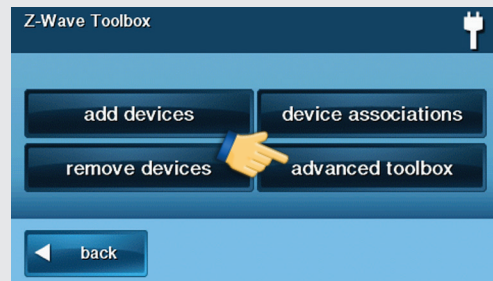 Z-Wave Toolbox
add devices
device associations
remove devices
advanced toolbox
back